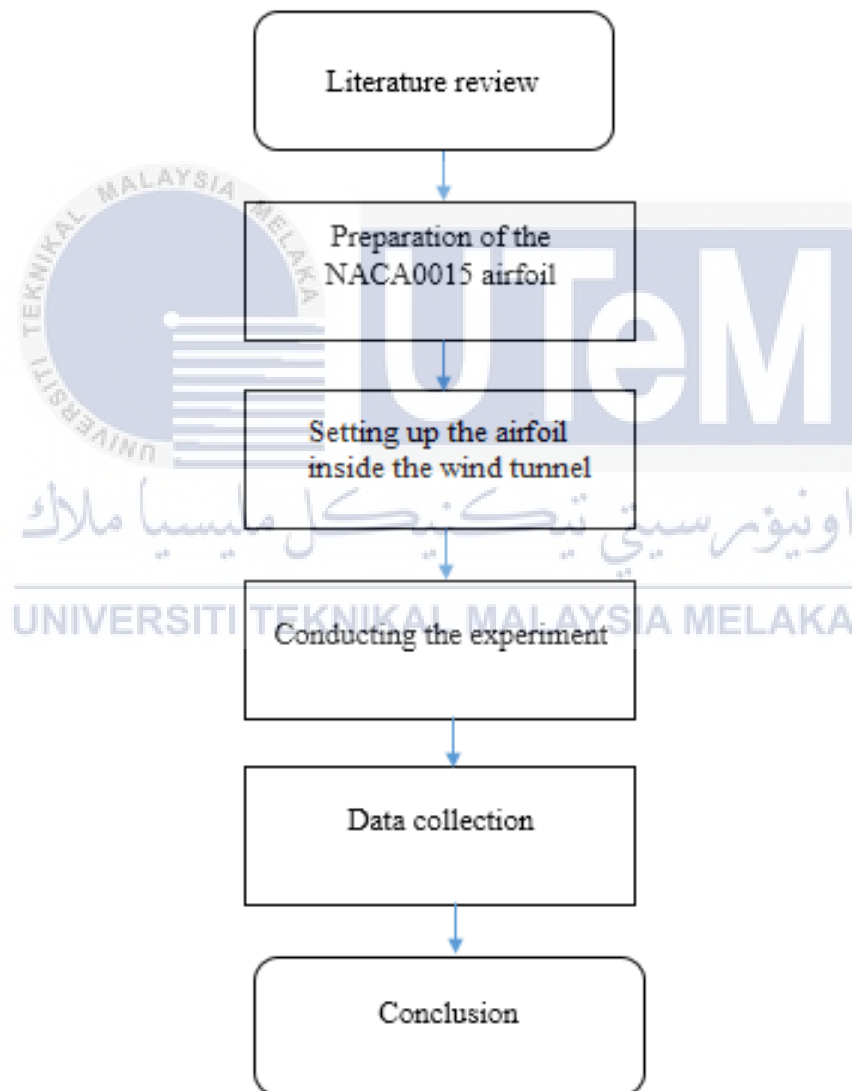 Literature review
Preparation of the
NACA0015 airfoil
UNIVERSITI TEKNIKAL MALAYSIA MELAKA
UTeM
Setting up the airfoil
inside the wind tunnel
اونيۏرسيتي تيكنيكل مليسيا ملاك
UNIVERSITI TEKNIKAL MALAYSIA MELAKA
Conducting the experiment
Data collection
Conclusion